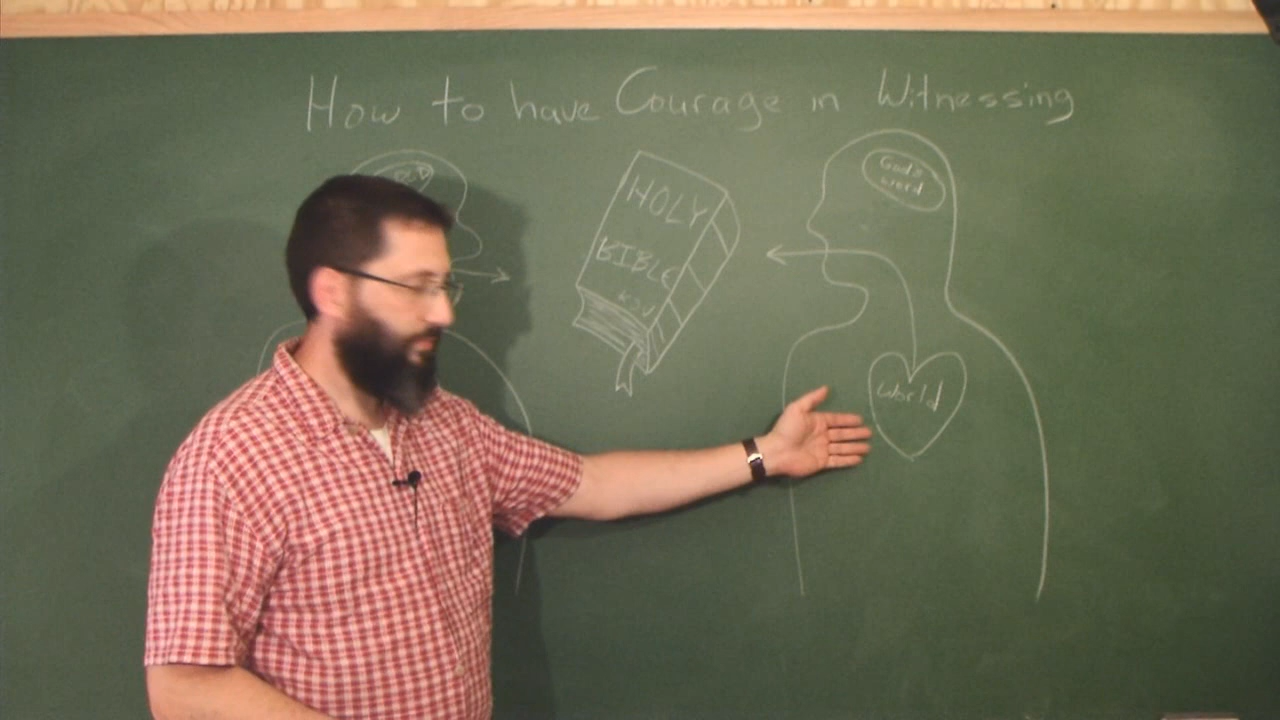 How to have Courage in Witnessing
HOLY
BIBLE
KJV
God's
word
World